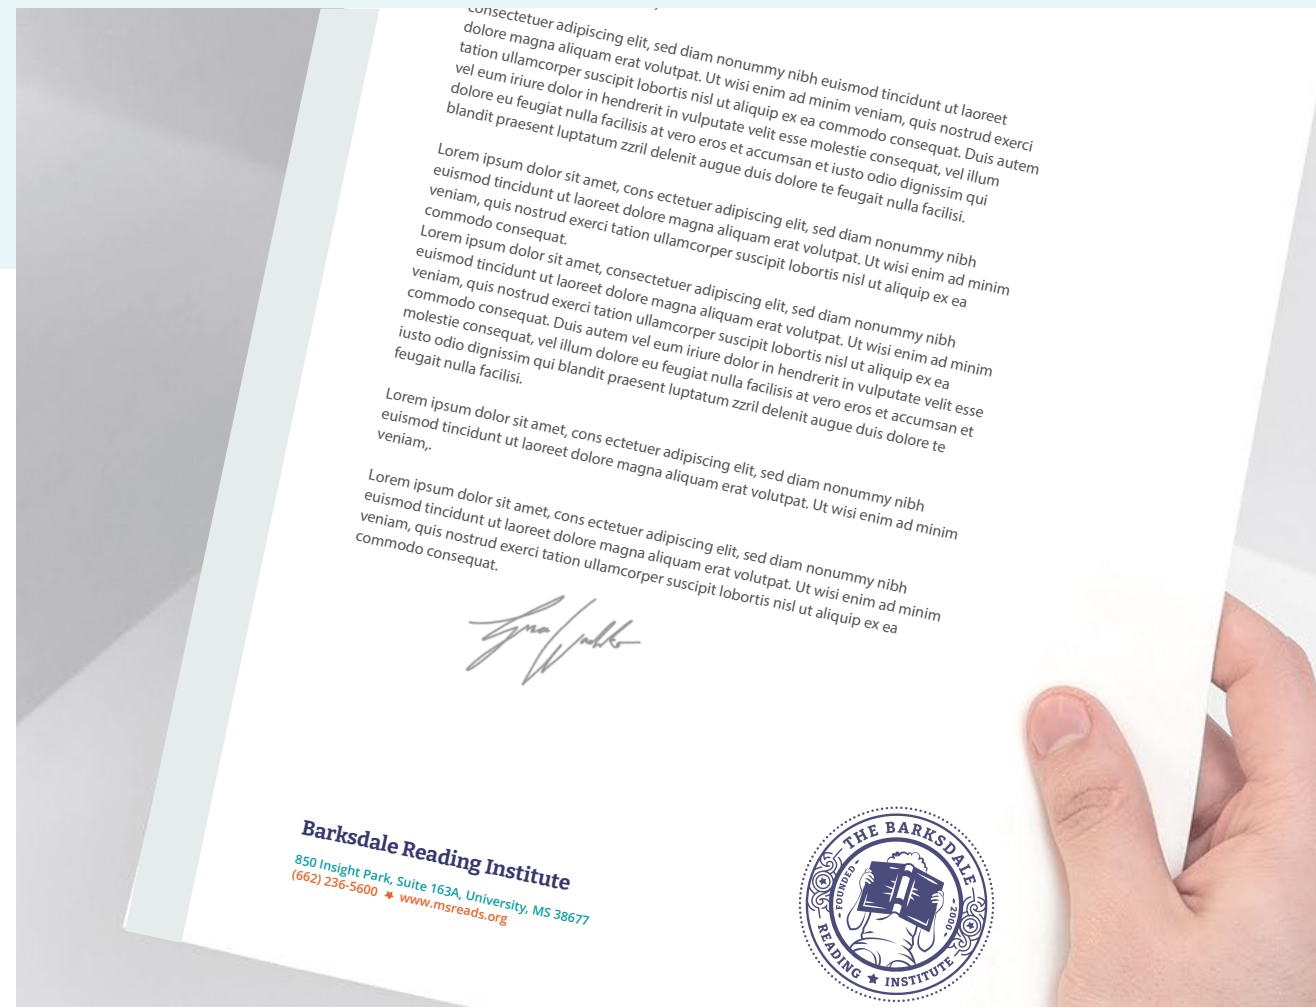 consectetuer adipiscing elit, sed diam nonummy nibh euismod tincidunt ut laoreet
dolore magna aliquam erat volutpat. Ut wisi enim ad minim veniam, quis nostrud exerci
tation ullamcorper suscipit lobortis nisl ut aliquip ex ea commodo consequat. Duis autem
vel eum iriure dolor in hendrerit in vulputate velit esse molestie consequat, vel illum
dolore eu feugiat nulla facilisis at vero eros et accumsan et iusto odio dignissim qui
blandit praesent luptatum zzril delenit augue duis dolore te feugait nulla facilisi.
Lorem ipsum dolor sit amet, cons ectetuer adipiscing elit, sed diam nonummy nibh
euismod tincidunt ut laoreet dolore magna aliquam erat volutpat. Ut wisi enim ad minim
veniam, quis nostrud exerci tation ullamcorper suscipit lobortis nisl ut aliquip ex ea
commodo consequat.
Lorem ipsum dolor sit amet, consectetuer adipiscing elit, sed diam nonummy nibh
euismod tincidunt ut laoreet dolore magna aliquam erat volutpat. Ut wisi enim ad minim
veniam, quis nostrud exerci tation ullamcorper suscipit lobortis nisl ut aliquip ex ea
commodo consequat. Duis autem vel eum iriure dolor in hendrerit in vulputate velit esse
molestie consequat, vel illum dolore eu feugiat nulla facilisis at vero eros et accumsan et
iusto odio dignissim qui blandit praesent luptatum zzril delenit augue duis dolore te
feugait nulla facilisi.
Lorem ipsum dolor sit amet, cons ectetuer adipiscing elit, sed diam nonummy nibh
euismod tincidunt ut laoreet dolore magna aliquam erat volutpat. Ut wisi enim ad minim
veniam,.
Lorem ipsum dolor sit amet, cons ectetuer adipiscing elit, sed diam nonummy nibh
euismod tincidunt ut laoreet dolore magna aliquam erat volutpat. Ut wisi enim ad minim
veniam, quis nostrud exerci tation ullamcorper suscipit lobortis nisl ut aliquip ex ea
commodo consequat.
Barksdale Reading Institute
850 Insight Park, Suite 163A, University, MS 38677
(662) 236-5600 ★ www.msreads.org
THE BARKSDALE
READING ★ INSTITUTE
- FOUNDED -
- 2000 -